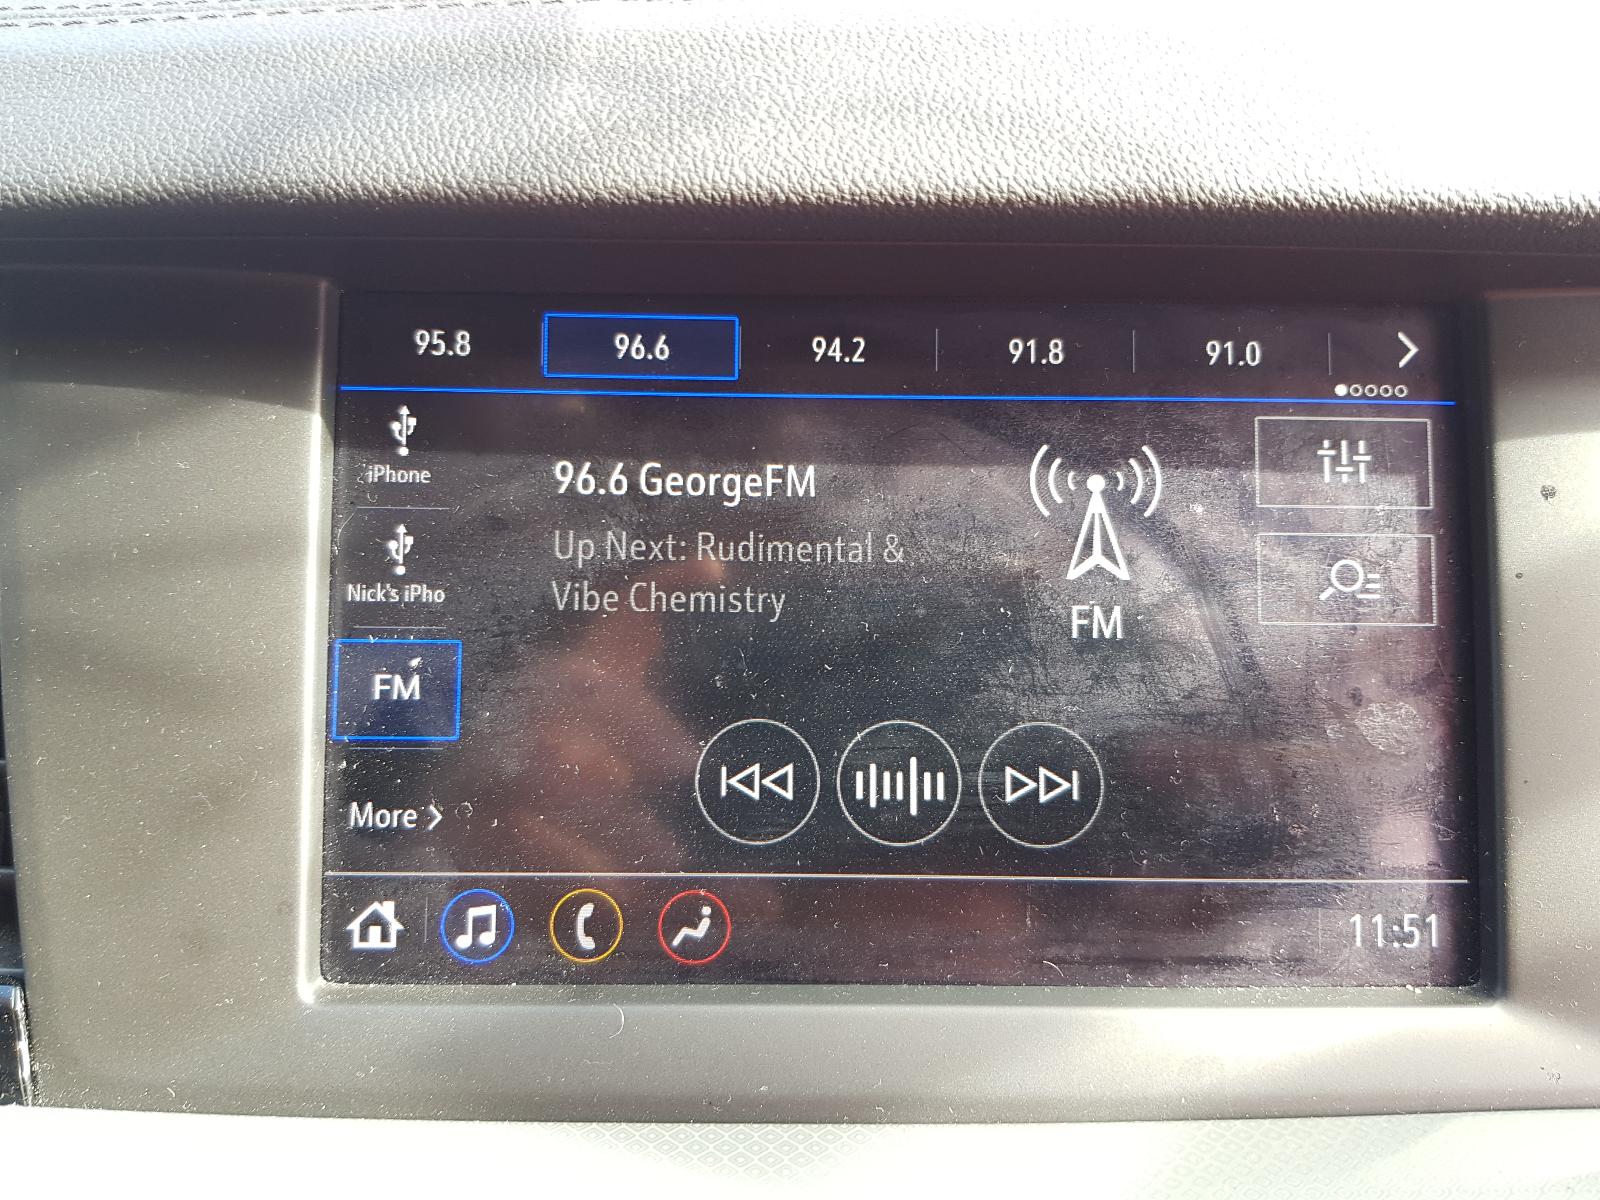 95.8 96.6 94.2 91.8 91.0
iPhone
96.6 GeorgeFM
Up Next: Rudimental &
Vibe Chemistry
FM
Nick's iPho
FM
More
11:51